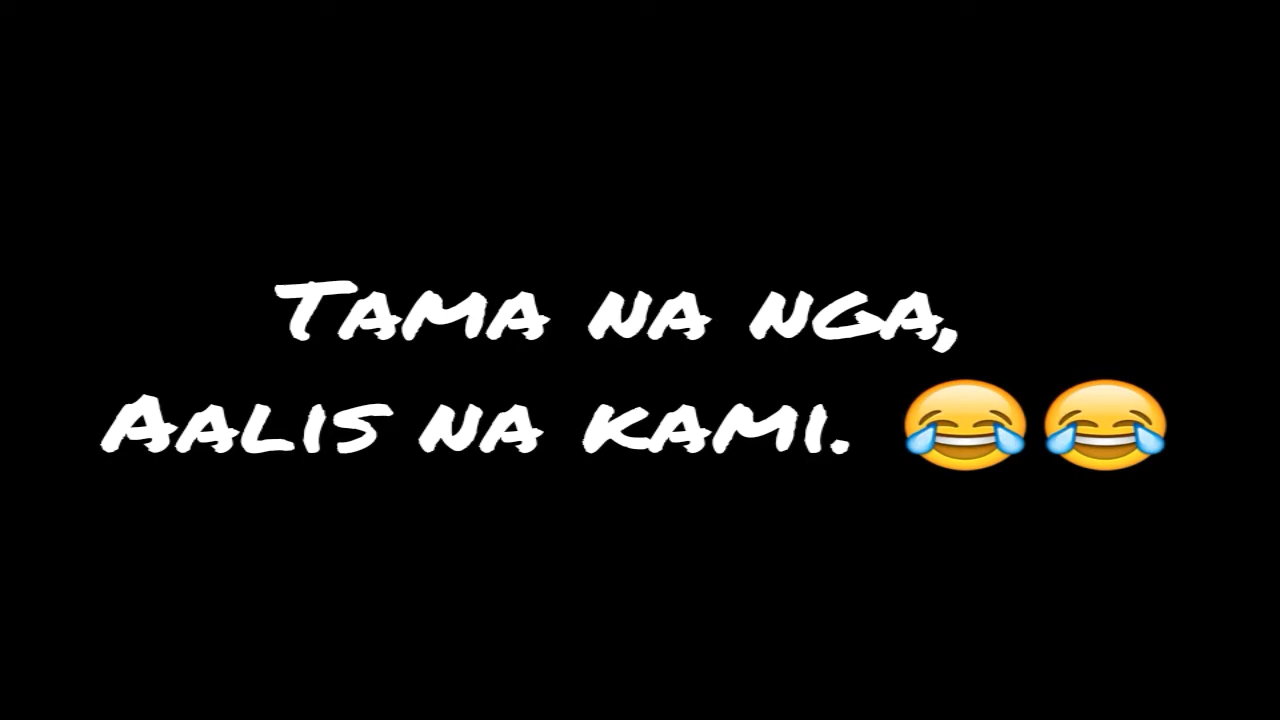 Tama na nga,
Aalis na kami. 😂😂